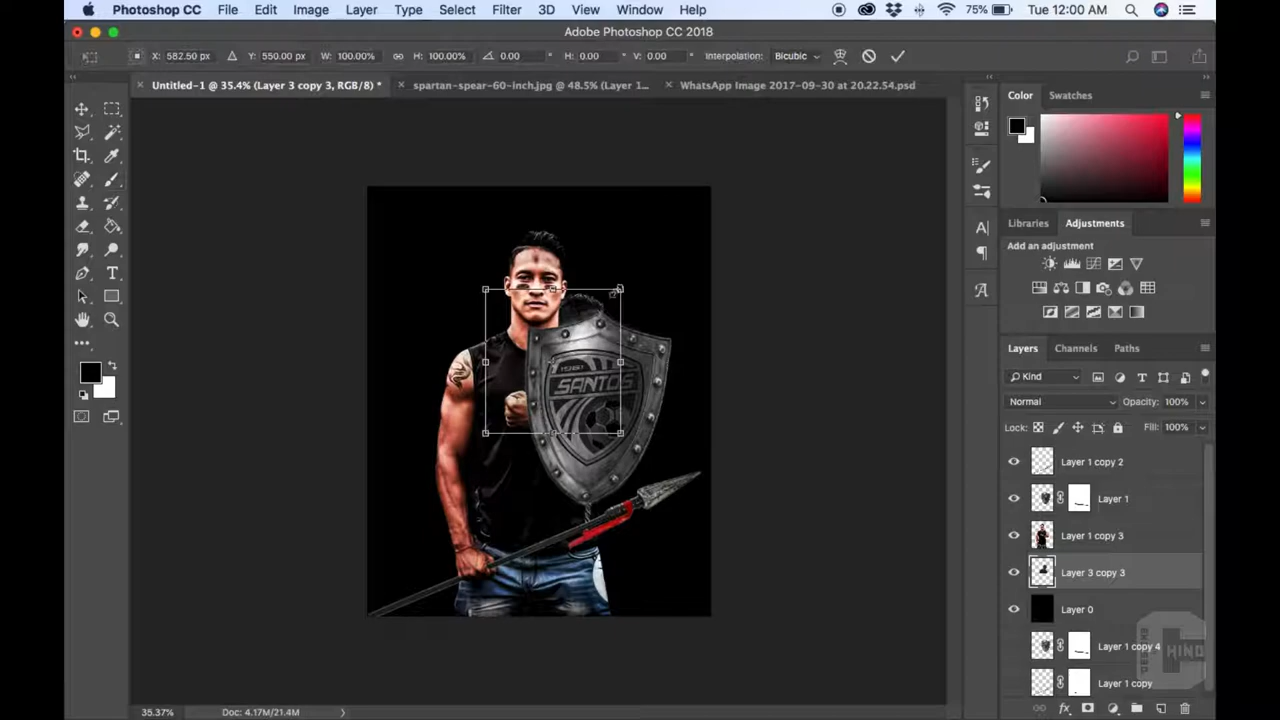 Photoshop CC File Edit Image Layer Type Select Filter 3D View Window Help 75% Tue 12:00 AM
Adobe Photoshop CC 2018
X: 582.50 px Y: 550.00 px W: 100.00% H: 100.00% 0.00 ° H: 0.00 ° V: 0.00 ° Interpolation: Bicubic
Untitled-1 @ 35.4% (Layer 3 copy 3, RGB/8) * spartan-spear-60-inch.jpg @ 48.5% (Layer 1... WhatsApp Image 2017-09-30 at 20.22.54.psd
Color Swatches
Libraries Adjustments
Add an adjustment
SANTOS
Layers Channels Paths
Kind
Normal Opacity: 100%
Lock: Fill: 100%
Layer 1 copy 2
Layer 1
Layer 1 copy 3
Layer 3 copy 3
Layer 0
Layer 1 copy 4
Layer 1 copy
HIND
35.37% Doc: 4.17M/21.4M